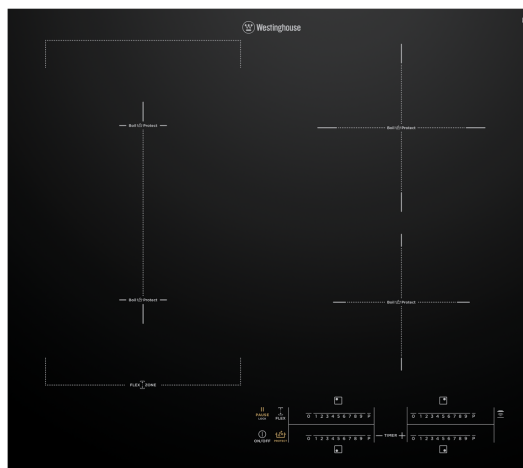 Westinghouse
Boil Protect
Boil Protect
Boil Protect
Boil Protect
FLEX ZONE
PAUSE
LOCK
FLEX
0 1 2 3 4 5 6 7 8 9 P
0 1 2 3 4 5 6 7 8 9 P
ON/OFF
PROTECT
0 1 2 3 4 5 6 7 8 9 P
— TIMER +
0 1 2 3 4 5 6 7 8 9 P